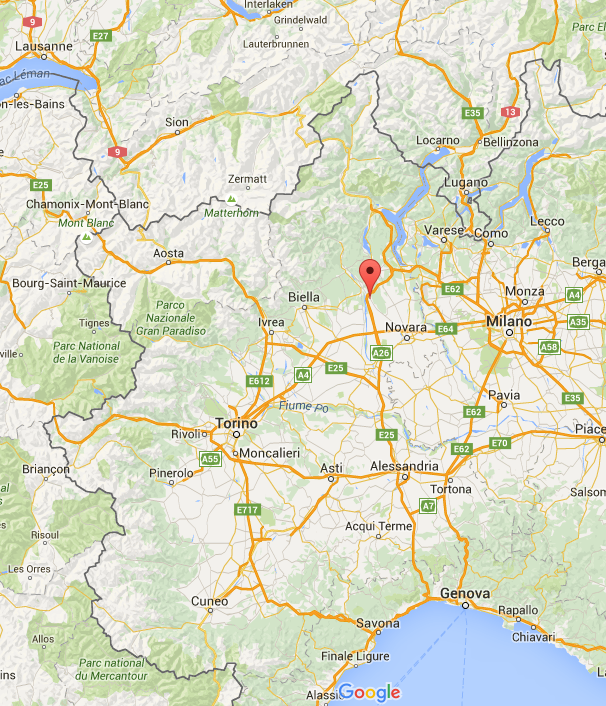 Interlaken
9
Grindelwald
E27
Lausanne
Lauterbrunnen
Parc El
ac Léman
on-les-Bains
Sion
E35
13
Locarno
Bellinzona
9
E25
Zermatt
Lugano
Chamonix-Mont-Blanc
Matterhorn
Mont Blanc
Varese
Como
Lecco
Aosta
Berga
Bourg-Saint-Maurice
E62
Monza
A4
Parco
Nazionale
Gran Paradiso
Biella
Tignes
Ivrea
Novara
E64
Milano
A35
Parc National
de la Vanoise
ville
A26
A58
E25
A4
E612
Pavia
E35
Fiume Po
E62
Torino
Rivoli
E25
E70
Piace
Moncalieri
E62
A55
Briançon
Pinerolo
Asti
Alessandria
Tortona
Salsom
E717
A7
Acqui Terme
Risoul
Les Orres
Cuneo
Genova
Rapallo
Savona
Chiavari
Allos
Finale Ligure
Parc national
du Mercantour
La
Alassi
Google